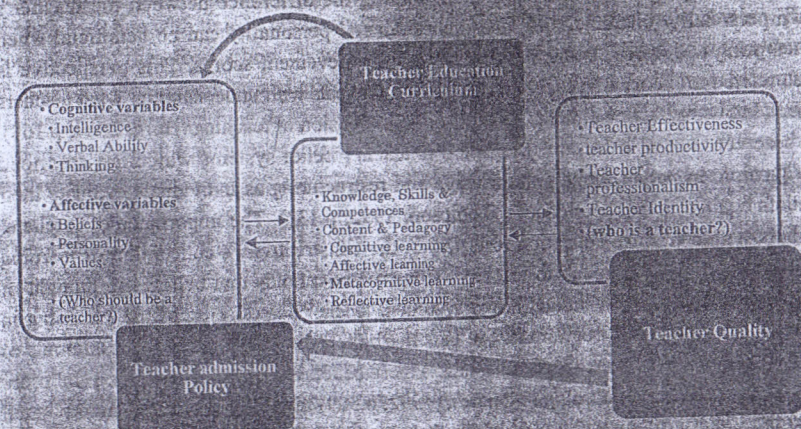 Teacher Education
Curriculum
• Cognitive variables
• Intelligence
• Verbal Ability
• Thinking
• Affective variables
• Beliefs
• Personality
• Values
• (Who should be a
teacher?)
Teacher admission
Policy
• Knowledge, Skills &
Competences
• Content & Pedagogy
• Cognitive learning
• Affective learning
• Metacognitive learning
• Reflective learning
• Teacher Effectiveness
• teacher productivity
• Teacher
professionalism
• Teacher Identity
• (who is a teacher?)
Teacher Quality